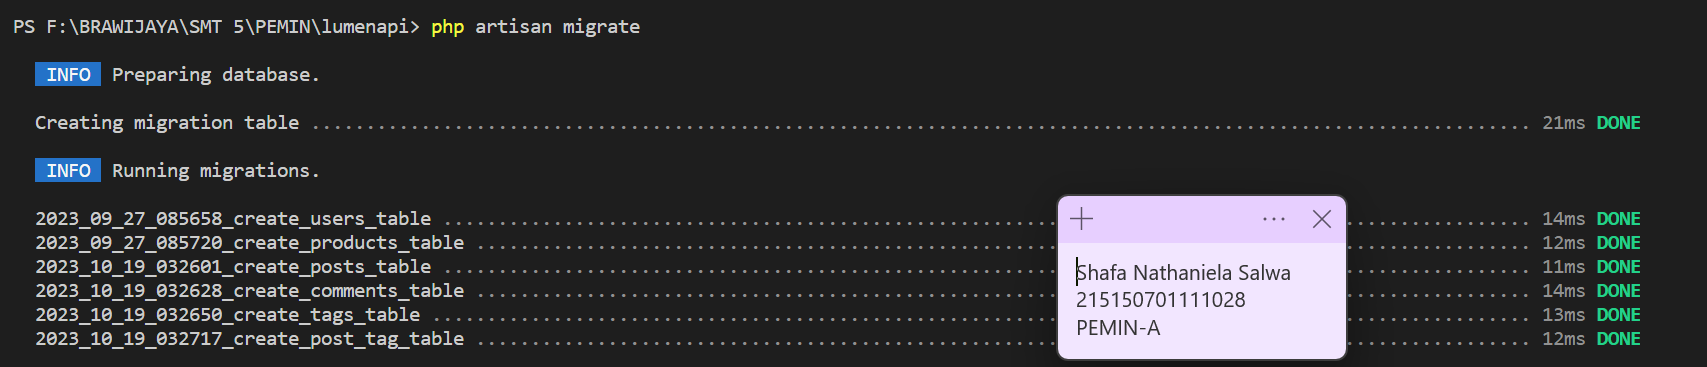 PS F:\BRAWIJAYA\SMT 5\PEMIN\lumenapi> php artisan migrate
INFO Preparing database.
Creating migration table ........................................................................................................ 21ms DONE
INFO Running migrations.
2023_09_27_085658_create_users_table ........................................................................................................ 14ms DONE
2023_09_27_085720_create_products_table ........................................................................................................ 12ms DONE
2023_10_19_032601_create_posts_table ........................................................................................................ 11ms DONE
2023_10_19_032628_create_comments_table ........................................................................................................ 14ms DONE
2023_10_19_032650_create_tags_table ........................................................................................................ 13ms DONE
2023_10_19_032717_create_post_tag_table ........................................................................................................ 12ms DONE
Shafa Nathaniela Salwa
215150701111028
PEMIN-A